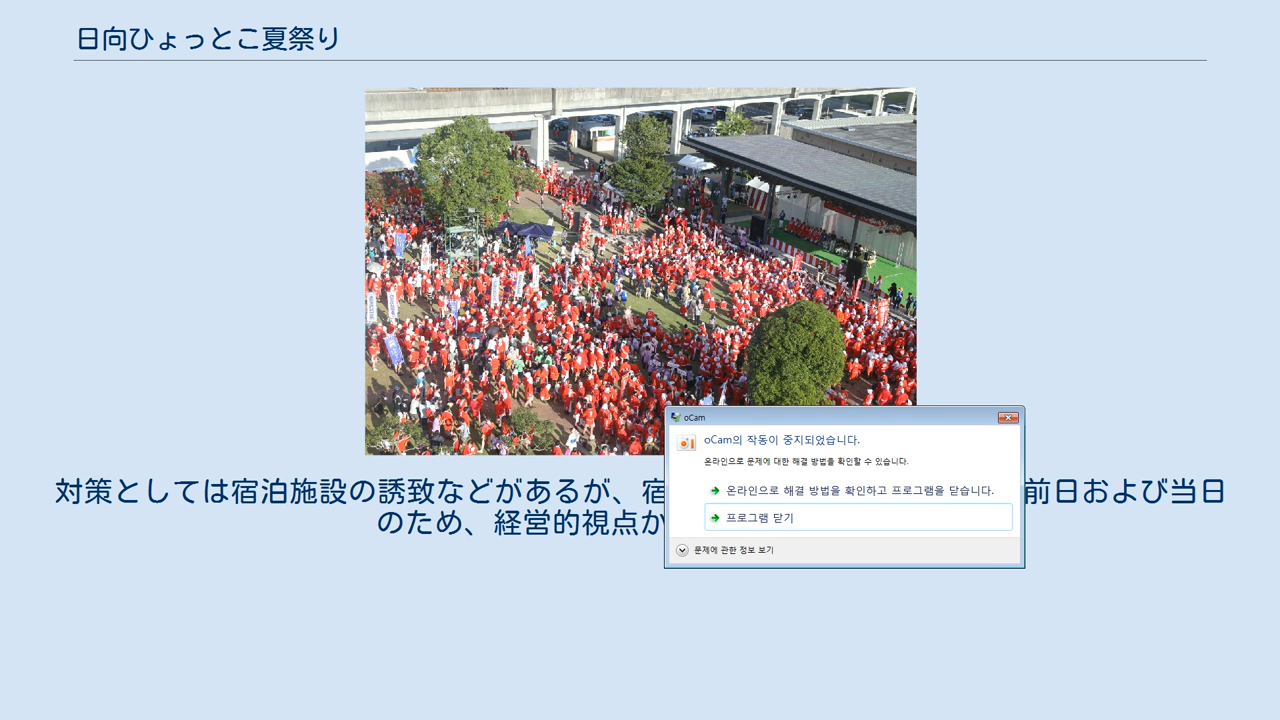 日向ひょっとこ夏祭り
対策としては宿泊施設の誘致などがあるが、宿
前日および当日
のため、経営的視点か
oCam
oCam의 작동이 중지되었습니다.
온라인으로 문제에 대한 해결 방법을 확인할 수 있습니다.
온라인으로 해결 방법을 확인하고 프로그램을 닫습니다.
프로그램 닫기
문제에 관한 정보 보기